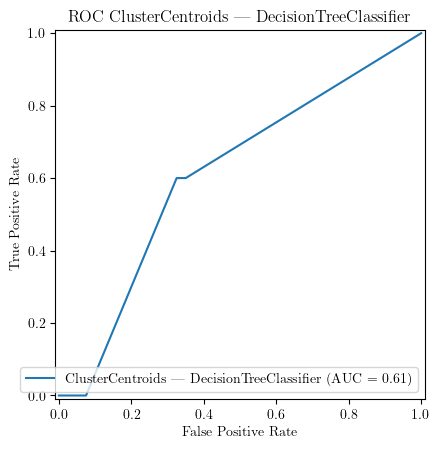 ROC ClusterCentroids — DecisionTreeClassifier
1.0
0.8
0.6
0.4
0.2
0.0
True Positive Rate
ClusterCentroids — DecisionTreeClassifier (AUC = 0.61)
0.0 0.2 0.4 0.6 0.8 1.0
False Positive Rate